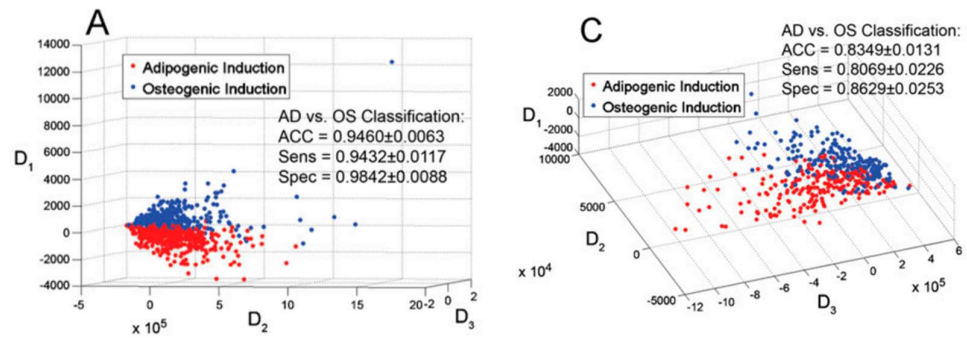 A
14000
12000
10000
8000
6000
4000
2000
0
-2000
-4000
D1
Adipogenic Induction
Osteogenic Induction
AD vs. OS Classification:
ACC = 0.9460±0.0063
Sens = 0.9432±0.0117
Spec = 0.9842±0.0088
-5 0 5 10 15 20 -2 0 2
x 10^5 D2 D3
C
AD vs. OS Classification:
ACC = 0.8349±0.0131
Sens = 0.8069±0.0226
Spec = 0.8629±0.0253
Adipogenic Induction
Osteogenic Induction
2000
0
-2000
-4000
D1
10000
5000
0
-5000
D2
x 10^4
-12 -10 -8 -6 -4 -2 0 2 4 6
x 10^5
D3